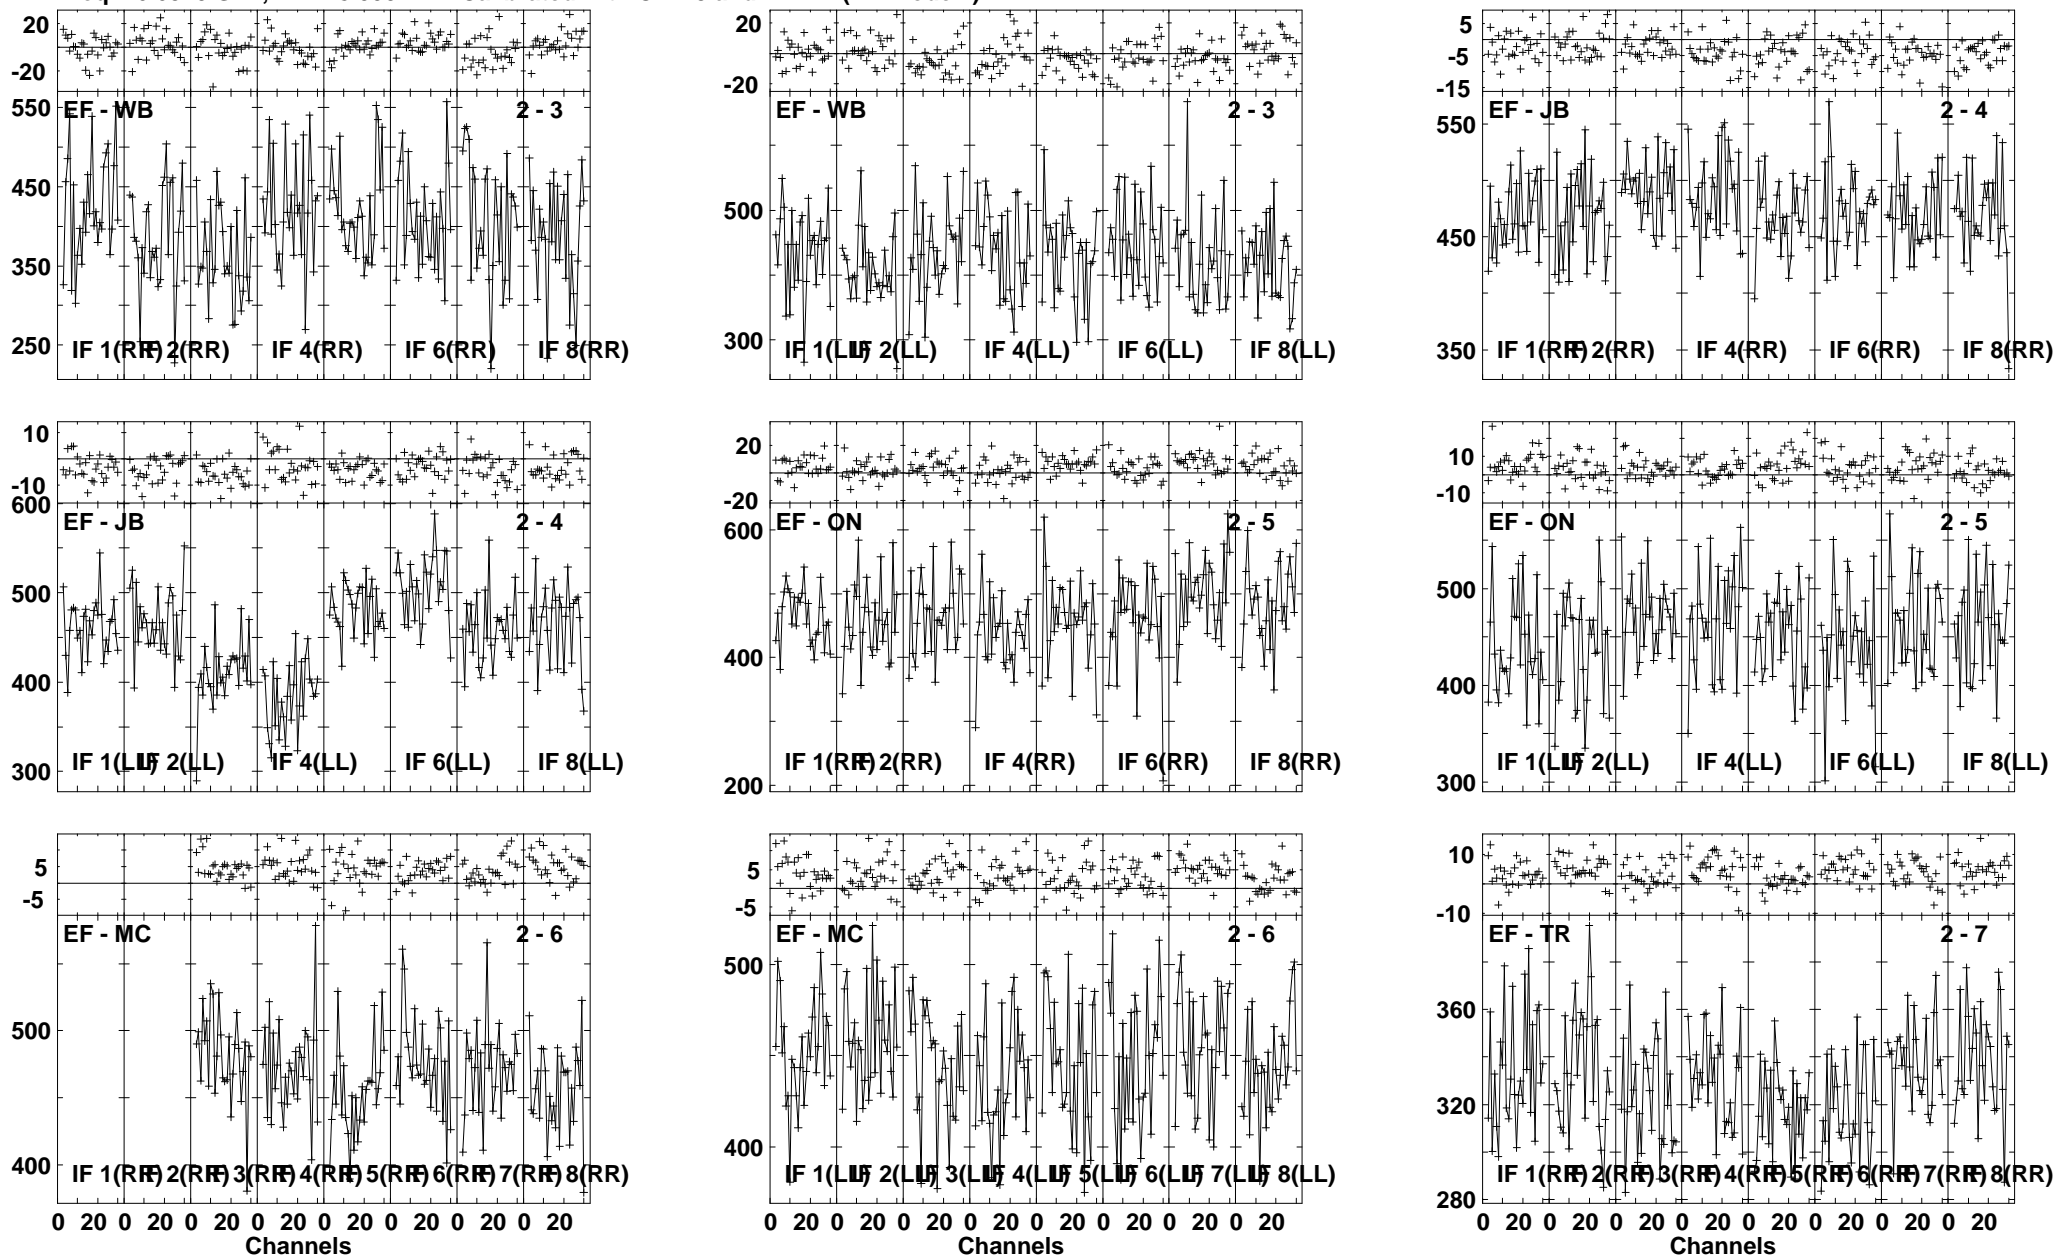 20
-20
EF - WB 2 - 3
550
450
350
250
IF 1(RR) IF 2(RR) IF 4(RR) IF 6(RR) IF 8(RR)
20
-20
EF - WB 2 - 3
500
300
IF 1(LL) IF 2(LL) IF 4(LL) IF 6(LL) IF 8(LL)
5
-5
-15
EF - JB 2 - 4
550
450
350
IF 1(RR) IF 2(RR) IF 4(RR) IF 6(RR) IF 8(RR)
10
-10
600
EF - JB 2 - 4
500
400
300
IF 1(LL) IF 2(LL) IF 4(LL) IF 6(LL) IF 8(LL)
20
-20
EF - ON 2 - 5
600
400
200
IF 1(RR) IF 2(RR) IF 4(RR) IF 6(RR) IF 8(RR)
10
-10
EF - ON 2 - 5
500
400
300
IF 1(LL) IF 2(LL) IF 4(LL) IF 6(LL) IF 8(LL)
5
-5
EF - MC 2 - 6
500
400
IF 1(RR) IF 2(RR) IF 3(RR) IF 4(RR) IF 5(RR) IF 6(RR) IF 7(RR) IF 8(RR)
0 20 0 20 0 20 0 20 0 20 0 20 0 20 0 20
Channels
5
-5
EF - MC 2 - 6
500
400
IF 1(LL) IF 2(LL) IF 3(LL) IF 4(LL) IF 5(LL) IF 6(LL) IF 7(LL) IF 8(LL)
0 20 0 20 0 20 0 20 0 20 0 20 0 20 0 20
Channels
10
-10
EF - TR 2 - 7
360
320
280
IF 1(RR) IF 2(RR) IF 3(RR) IF 4(RR) IF 5(RR) IF 6(RR) IF 7(RR) IF 8(RR)
0 20 0 20 0 20 0 20 0 20 0 20 0 20 0 20
Channels